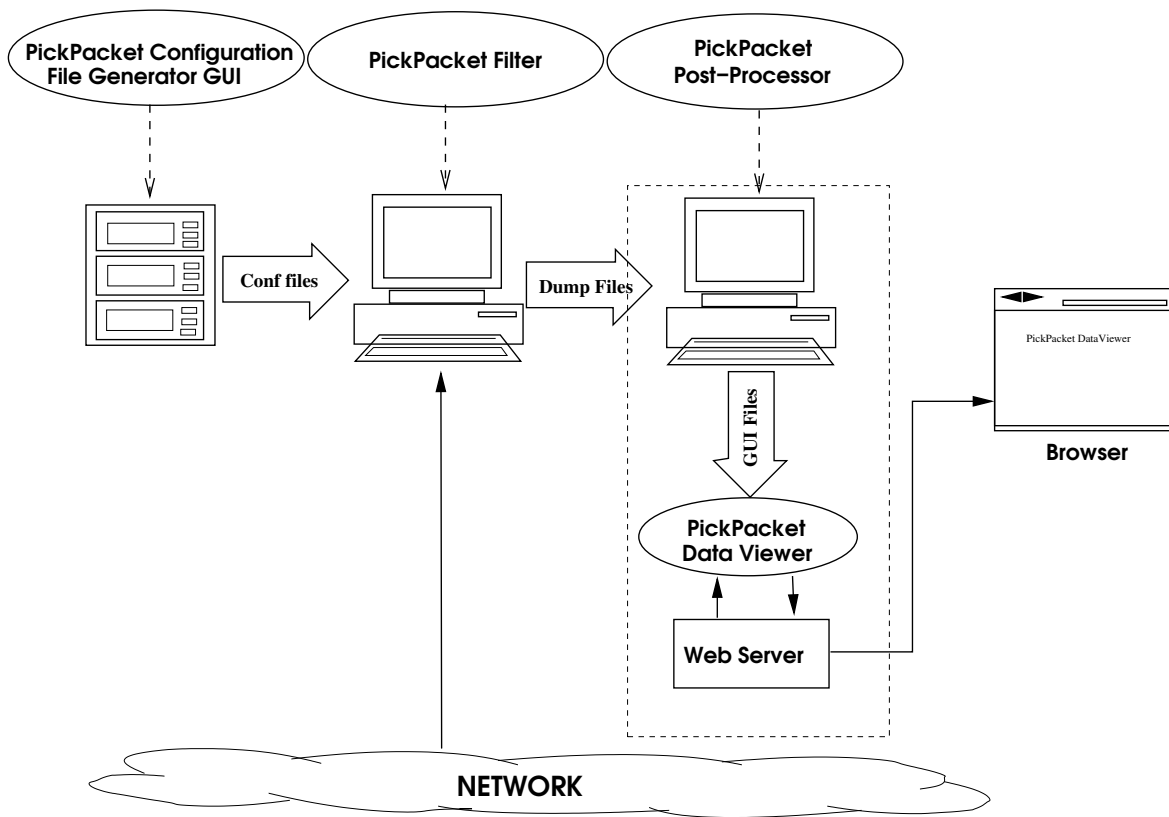 PickPacket Configuration
File Generator GUI
PickPacket Filter
PickPacket
Post-Processor
Conf files
Dump Files
GUI Files
PickPacket DataViewer
Browser
PickPacket
Data Viewer
Web Server
NETWORK